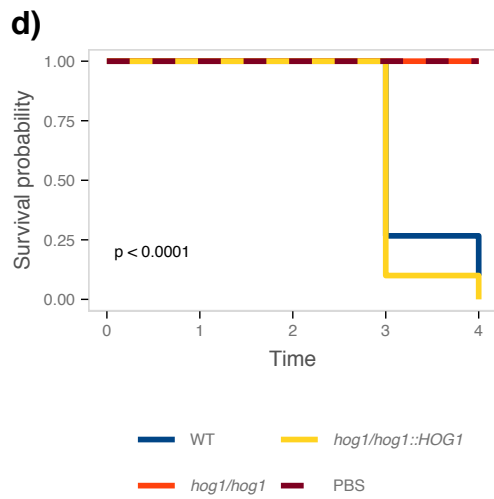 d)
1.00
0.75
0.50
0.25
0.00
Survival probability
p < 0.0001
0 1 2 3 4
Time
WT hog1/hog1::HOG1
hog1/hog1 PBS